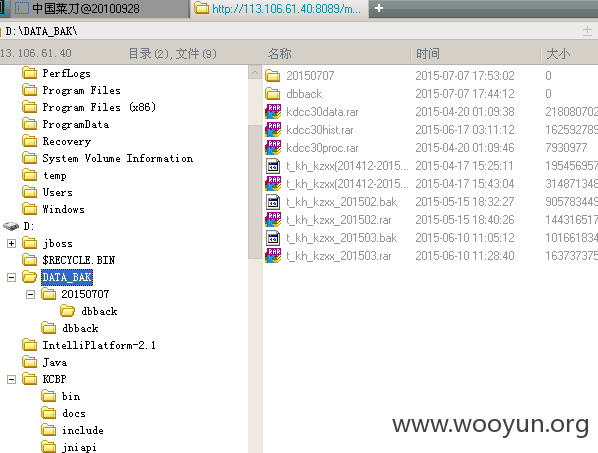 中国菜刀@20100928
http://113.106.61.40:8089/m...
D:\DATA_BAK\
13.106.61.40 目录(2),文件(9)
名称 时间 大小
PerfLogs
Program Files
Program Files (x86)
ProgramData
Recovery
System Volume Information
temp
Users
Windows
D:
jboss
$RECYCLE.BIN
DATA_BAK
20150707
dbback
dbback
IntelliPlatform-2.1
Java
KCBP
bin
docs
include
jniapi
20150707 2015-07-07 17:53:02 0
dbback 2015-07-07 17:44:12 0
kdcc30data.rar 2015-04-20 01:09:38 218080702
kdcc30hist.rar 2015-06-17 03:11:12 162592789
kdcc30proc.rar 2015-04-20 01:09:46 7930977
t_kh_kzxx(201412-2015... 2015-04-17 15:25:11 195456957
t_kh_kzxx(201412-2015... 2015-04-17 15:43:04 314871348
t_kh_kzxx_201502.bak 2015-05-15 18:32:27 905783449
t_kh_kzxx_201502.rar 2015-05-15 18:40:26 144316517
t_kh_kzxx_201503.bak 2015-06-10 11:05:12 101661834
t_kh_kzxx_201503.rar 2015-06-10 11:28:40 163737375
www.wooyun.org